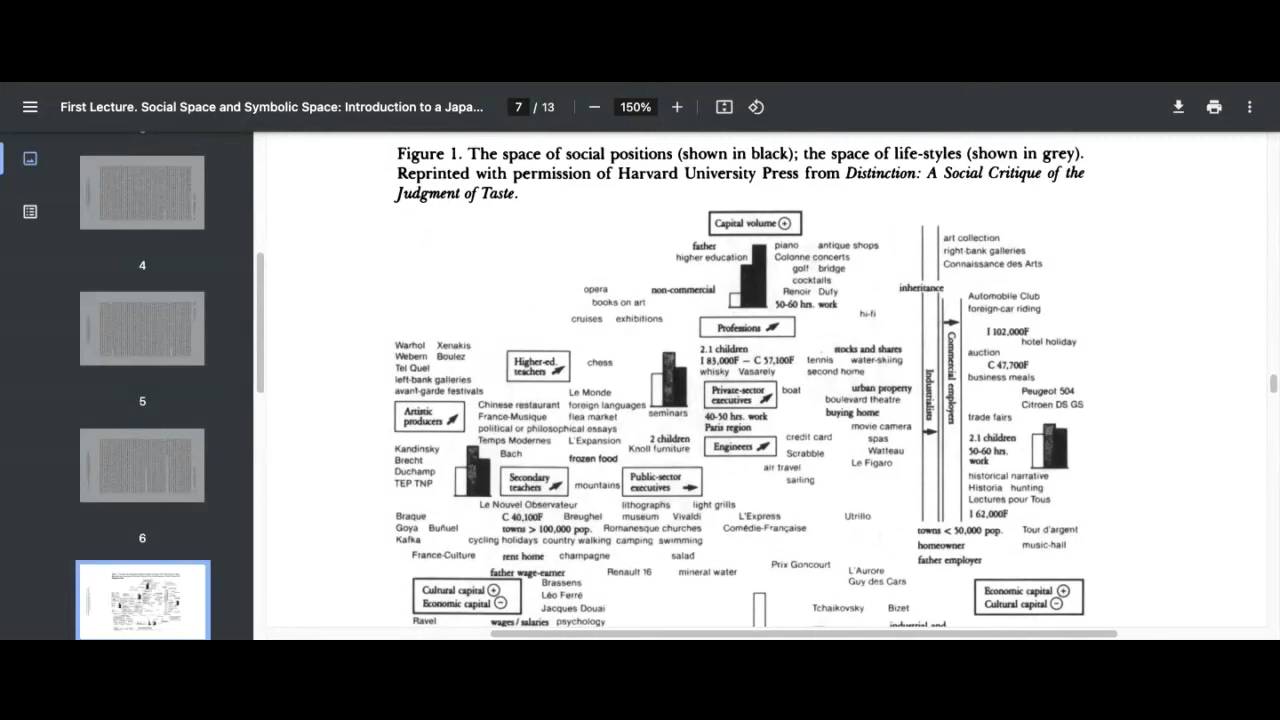 First Lecture. Social Space and Symbolic Space: Introduction to a Japa...
7 / 13
150%
4
5
6
Figure 1. The space of social positions (shown in black); the space of life-styles (shown in grey).
Reprinted with permission of Harvard University Press from Distinction: A Social Critique of the
Judgment of Taste.
Capital volume +
father
higher education
non-commercial
piano antique shops
Colonne concerts
golf bridge
cocktails
Renoir Dufy
50-60 hrs. work
hi-fi
opera
books on art
cruises exhibitions
Professions
inheritance
art collection
right-bank galleries
Connaissance des Arts
Automobile Club
foreign-car riding
I 102,000F
hotel holiday
auction
C 47,700F
business meals
Peugeot 504
Citroen DS GS
trade fairs
2.1 children
50-60 hrs.
work
historical narrative
Historia hunting
Lectures pour Tous
I 62,000F
Industrialists
Commercial employers
Warhol Xenakis
Webern Boulez
Tel Quel
left-bank galleries
avant-garde festivals
Higher-ed.
teachers
chess
Le Monde
foreign languages
flea market
seminars
2.1 children
I 83,000F – C 57,100F
whisky Vasarely
stocks and shares
tennis water-skiing
second home
Private-sector
executives
boat
urban property
boulevard theatre
buying home
movie camera
spas
Watteau
Le Figaro
40-50 hrs. work
Paris region
Engineers
credit card
Scrabble
air travel
sailing
Artistic
producers
Chinese restaurant
France-Musique
political or philosophical essays
Temps Modernes L'Expansion
Bach
frozen food
2 children
Knoll furniture
Kandinsky
Brecht
Duchamp
TEP TNP
Secondary
teachers
mountains
Public-sector
executives
Le Nouvel Observateur
lithographs light grills
Braque
Goya Buñuel
Kafka
C 40,100F
Breughel museum Vivaldi
L'Express
Utrillo
towns > 100,000 pop.
Romanesque churches
Comédie-Française
cycling holidays country walking camping swimming
towns < 50,000 pop.
Tour d'argent
homeowner
music-hall
father employer
France-Culture
rent home
champagne
salad
father wage-earner
Renault 16
mineral water
Prix Goncourt
L'Aurore
Guy des Cars
Cultural capital +
Economic capital −
Brassens
Léo Ferré
Jacques Douai
Tchaikovsky Bizet
Economic capital +
Cultural capital −
Ravel
wages / salaries psychology
industrial and